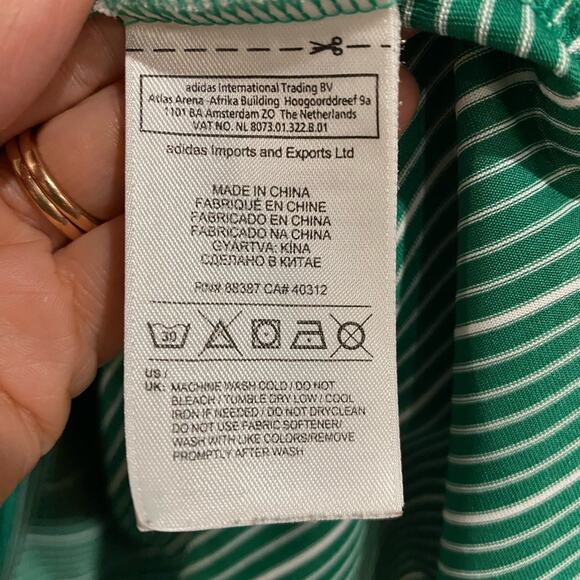 adidas International Trading BV
Atlas Arena -Afrika Building Hoogoorddreef 9a
1101 BA Amsterdam ZO The Netherlands
VAT NO. NL 8073.01.322.B.01
adidas Imports and Exports Ltd
MADE IN CHINA
FABRIQUÉ EN CHINE
FABRICADO EN CHINA
FABRICADO NA CHINA
GYÁRTVA: KÍNA
СДЕЛАНО В КИТАЕ
RN# 88387 CA# 40312
30
US /
UK: MACHINE WASH COLD / DO NOT
BLEACH / TUMBLE DRY LOW / COOL
IRON IF NEEDED / DO NOT DRYCLEAN
DO NOT USE FABRIC SOFTENER/
WASH WITH LIKE COLORS/REMOVE
PROMPTLY AFTER WASH